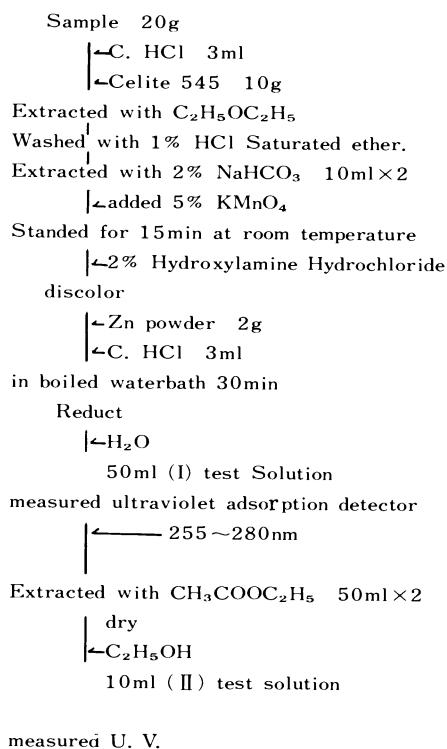 Sample 20g
C. HCl 3ml
Celite 545 10g
Extracted with C₂H₅OC₂H₅
Washed with 1% HCl Saturated ether.
Extracted with 2% NaHCO₃ 10ml×2
added 5% KMnO₄
Standed for 15min at room temperature
2% Hydroxylamine Hydrochloride
discolor
Zn powder 2g
C. HCl 3ml
in boiled waterbath 30min
Reduct
H₂O
50ml (I) test Solution
measured ultraviolet adsorption detector
255～280nm
Extracted with CH₃COOC₂H₅ 50ml×2
dry
C₂H₅OH
10ml (Ⅱ) test solution
measured U. V.